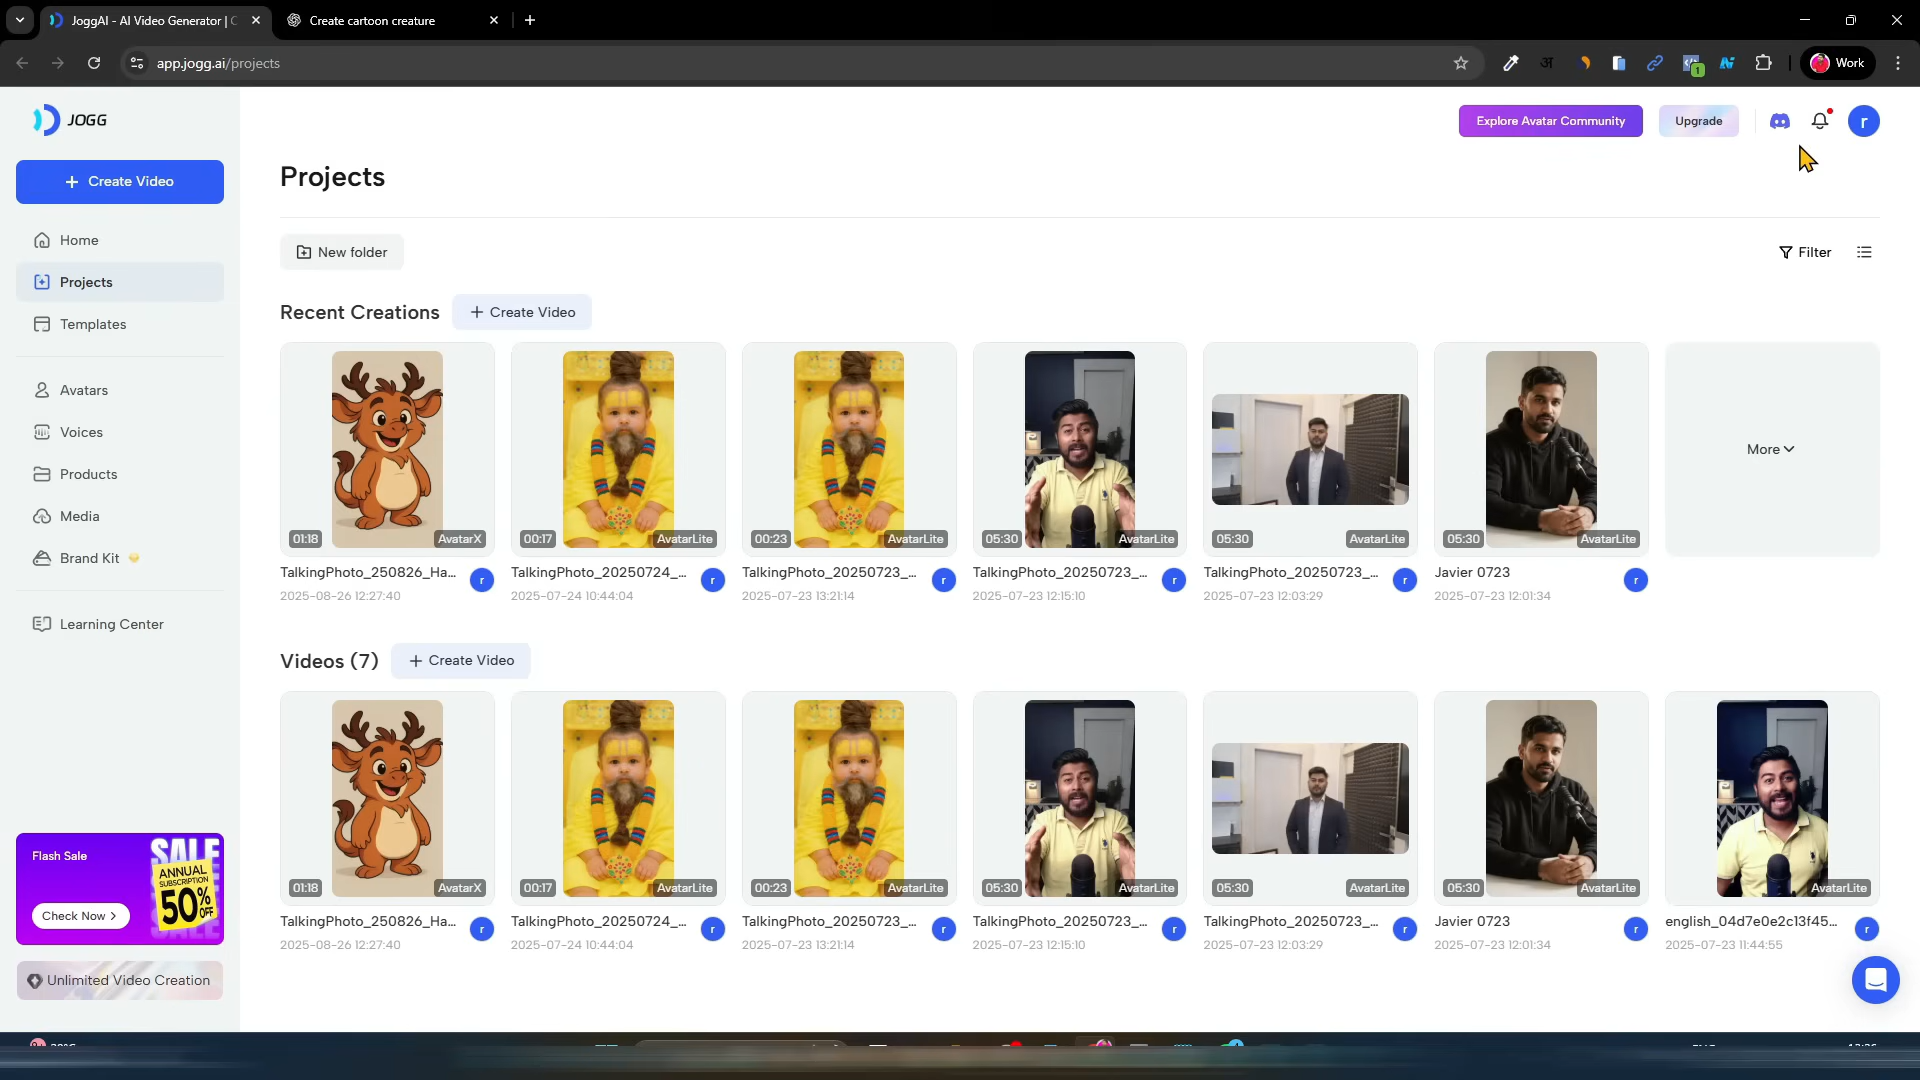 JoggAI - AI Video Generator | C
Create cartoon creature
app.jogg.ai/projects
अ
1
Work
JOGG
Explore Avatar Community
Upgrade
r
Create Video
Projects
Home
New folder
Filter
Projects
Templates
Recent Creations
Create Video
Avatars
Voices
Products
Media
Brand Kit
Learning Center
More
01:18 AvatarX
00:17 AvatarLite
00:23 AvatarLite
05:30 AvatarLite
05:30 AvatarLite
05:30 AvatarLite
TalkingPhoto_250826_Ha... r
TalkingPhoto_20250724_... r
TalkingPhoto_20250723_... r
TalkingPhoto_20250723_... r
TalkingPhoto_20250723_... r
Javier 0723 r
2025-08-26 12:27:40
2025-07-24 10:44:04
2025-07-23 13:21:14
2025-07-23 12:15:10
2025-07-23 12:03:29
2025-07-23 12:01:34
Videos (7)
Create Video
01:18 AvatarX
00:17 AvatarLite
00:23 AvatarLite
05:30 AvatarLite
05:30 AvatarLite
05:30 AvatarLite
AvatarLite
TalkingPhoto_250826_Ha... r
TalkingPhoto_20250724_... r
TalkingPhoto_20250723_... r
TalkingPhoto_20250723_... r
TalkingPhoto_20250723_... r
Javier 0723 r
english_04d7e0e2c13f45... r
2025-08-26 12:27:40
2025-07-24 10:44:04
2025-07-23 13:21:14
2025-07-23 12:15:10
2025-07-23 12:03:29
2025-07-23 12:01:34
2025-07-23 11:44:55
Flash Sale
Check Now
SALE
ANNUAL
SUBSCRIPTION
50% OFF
SALE
Unlimited Video Creation